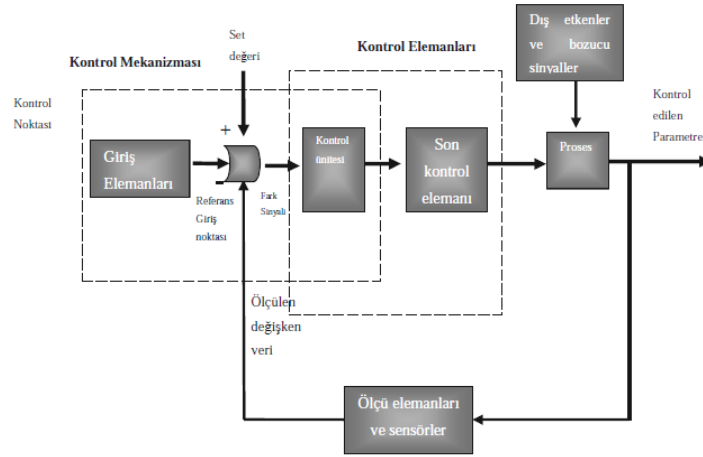 Dış etkenler
ve bozucu
sinyaller
Set
değeri
Kontrol Elemanları
Kontrol Mekanizması
Kontrol
Noktası
Kontrol
edilen
Parametre
+
Giriş
Elemanları
Kontrol
ünitesi
Son
kontrol
elemanı
Proses
Referans
Giriş
noktası
Fark
Sinyali
Ölçülen
değişken
veri
Ölçü elemanları
ve sensörler